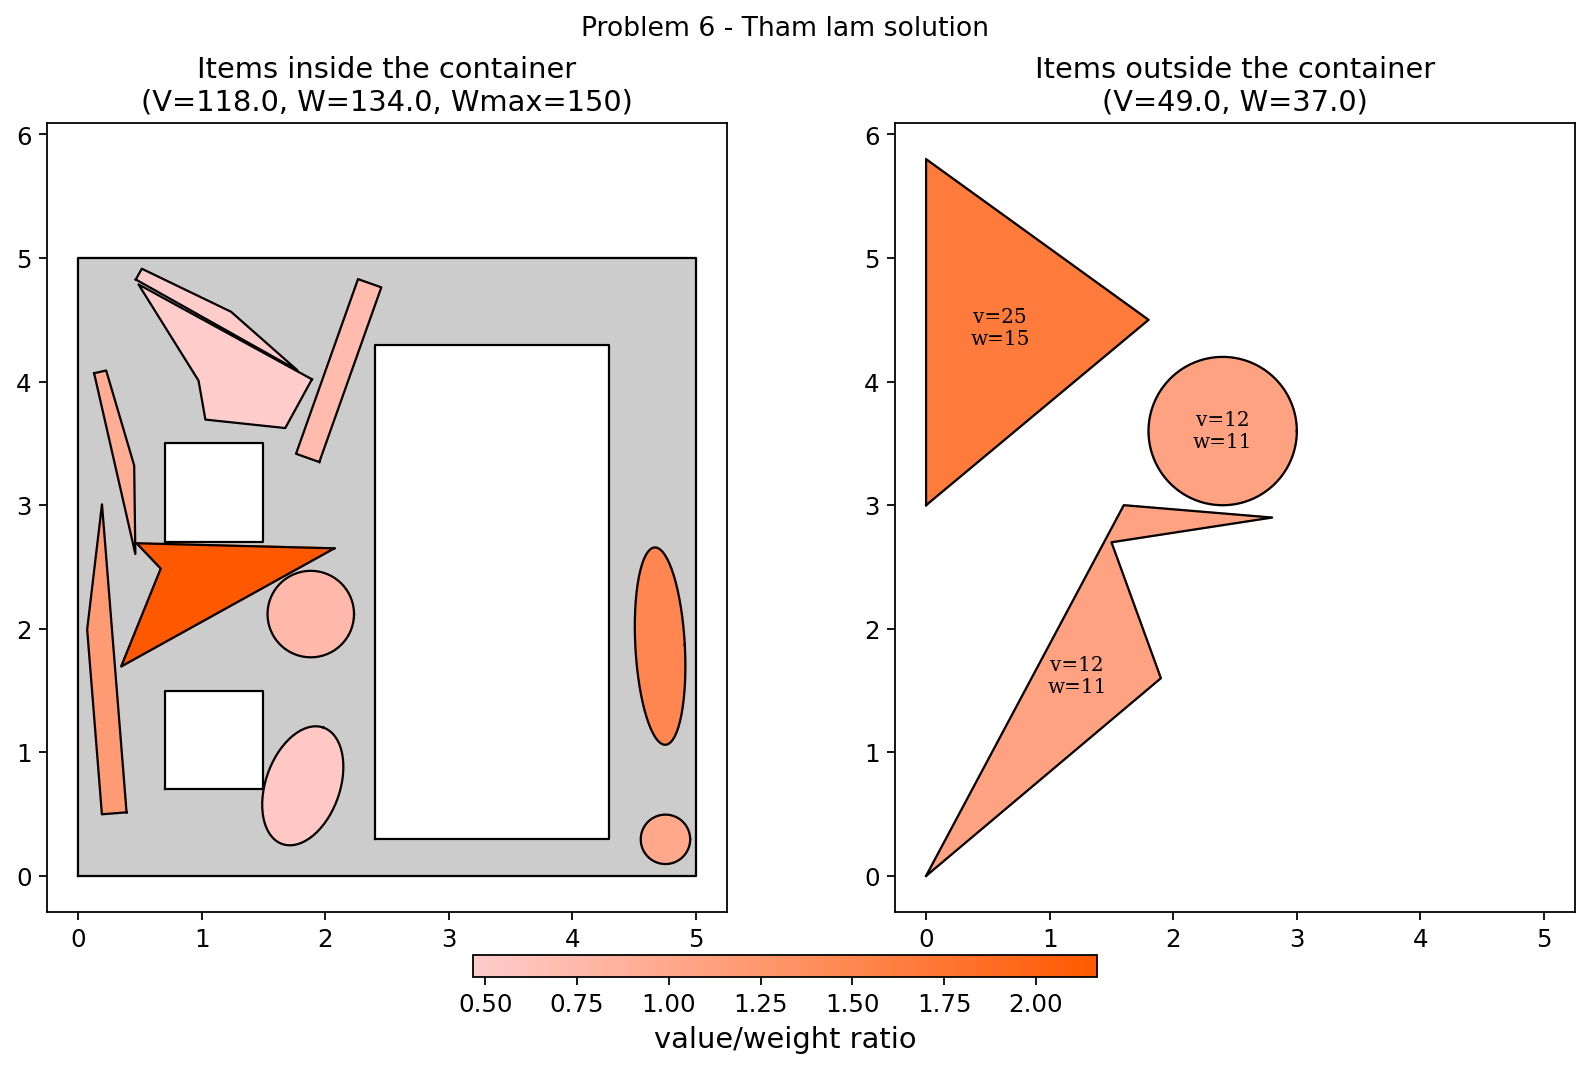 Problem 6 - Tham lam solution
Items inside the container
(V=118.0, W=134.0, Wmax=150)
6
5
4
3
2
1
0
0 1 2 3 4 5
Items outside the container
(V=49.0, W=37.0)
6
5
4
3
2
1
0
v=25
w=15
v=12
w=11
v=12
w=11
0 1 2 3 4 5
0.50 0.75 1.00 1.25 1.50 1.75 2.00
value/weight ratio